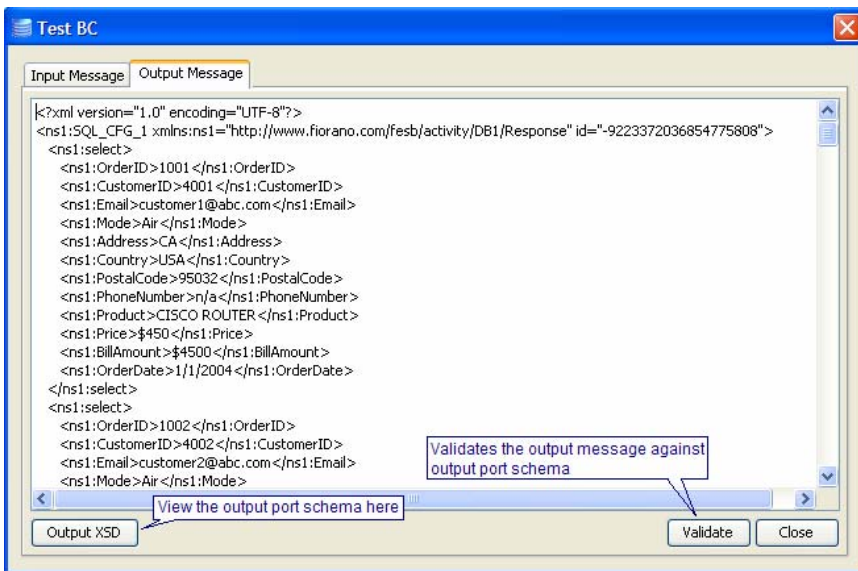 Test BC
Input Message
Output Message
<?xml version="1.0" encoding="UTF-8"?>
<ns1:SQL_CFG_1 xmlns:ns1="http://www.fiorano.com/fesb/activity/DB1/Response" id="-9223372036854775808">
<ns1:select>
<ns1:OrderID>1001</ns1:OrderID>
<ns1:CustomerID>4001</ns1:CustomerID>
<ns1:Email>customer1@abc.com</ns1:Email>
<ns1:Mode>Air</ns1:Mode>
<ns1:Address>CA</ns1:Address>
<ns1:Country>USA</ns1:Country>
<ns1:PostalCode>95032</ns1:PostalCode>
<ns1:PhoneNumber>n/a</ns1:PhoneNumber>
<ns1:Product>CISCO ROUTER</ns1:Product>
<ns1:Price>$450</ns1:Price>
<ns1:BillAmount>$4500</ns1:BillAmount>
<ns1:OrderDate>1/1/2004</ns1:OrderDate>
</ns1:select>
<ns1:select>
<ns1:OrderID>1002</ns1:OrderID>
<ns1:CustomerID>4002</ns1:CustomerID>
<ns1:Email>customer2@abc.com</ns1:Email>
<ns1:Mode>Air</ns1:Mode>
Validates the output message against
output port schema
View the output port schema here
Output XSD
Validate
Close